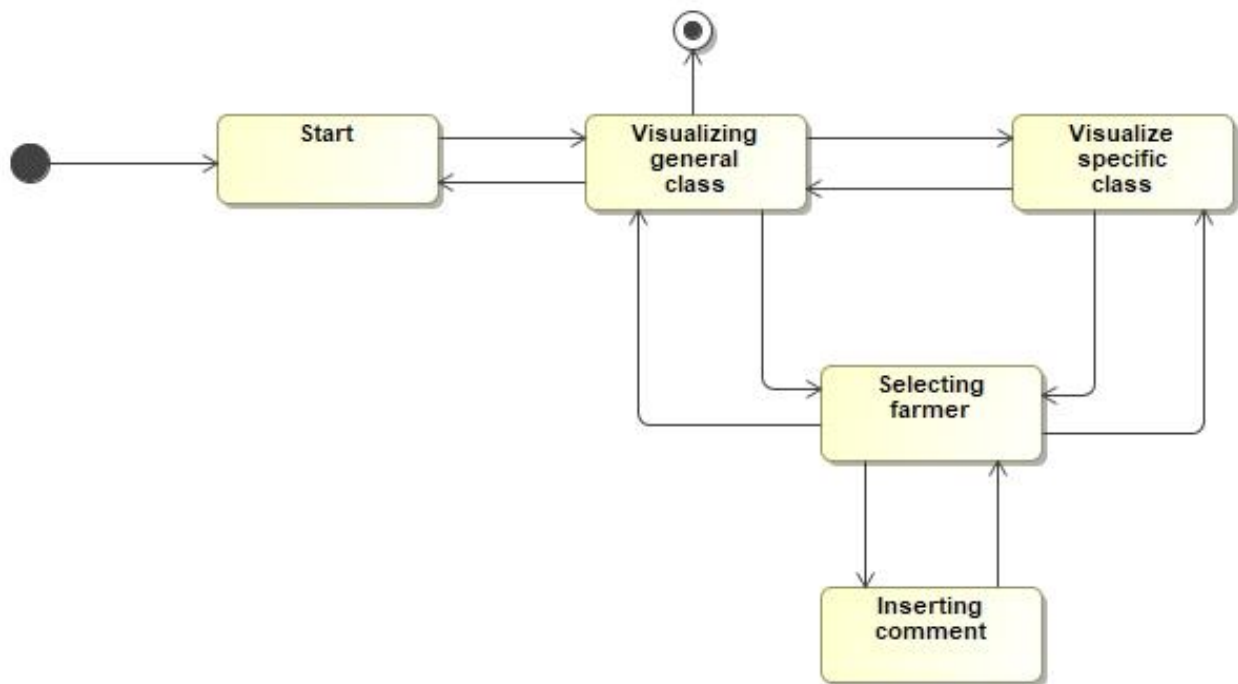 Start
Visualizing
general
class
Visualize
specific
class
Selecting
farmer
Inserting
comment